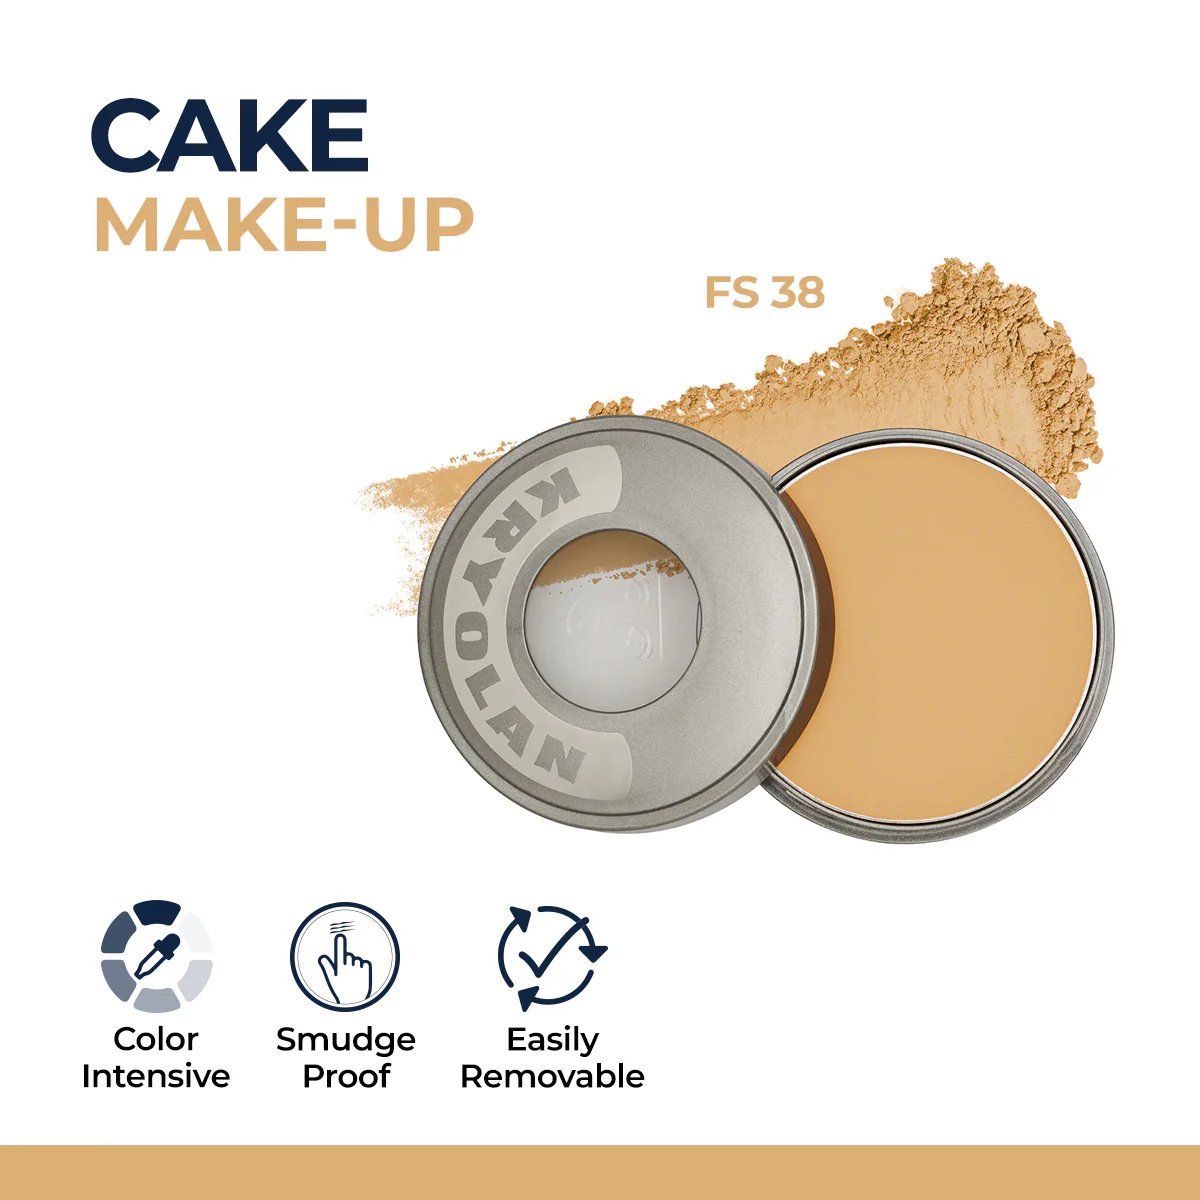 CAKE
MAKE-UP
FS 38
KRYOLAN
Color
Intensive
Smudge
Proof
Easily
Removable